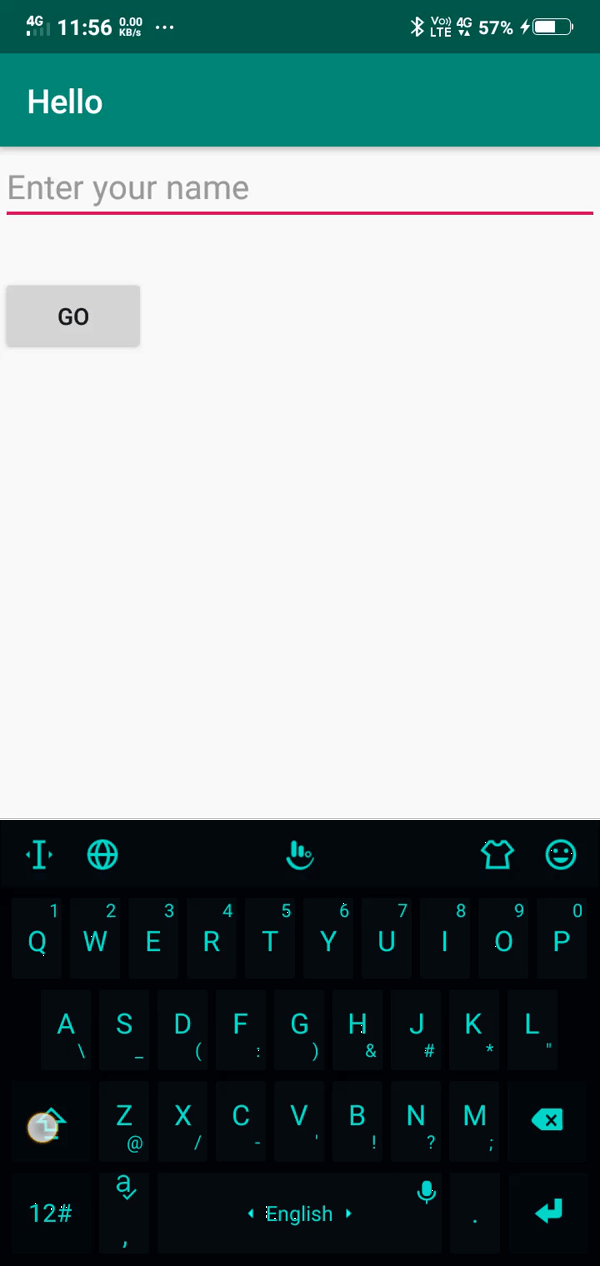 4G 11:56 0.00 KB/s ... Vo)) LTE 4G 57%
Hello
Enter your name
GO
1 2 3 4 5 6 7 8 9 0
Q W E R T Y U I O P
A S D F G H J K L
\ _ ( : ) & # * "
Z X C V B N M
@ / - ' ! ? ;
12# a , English .